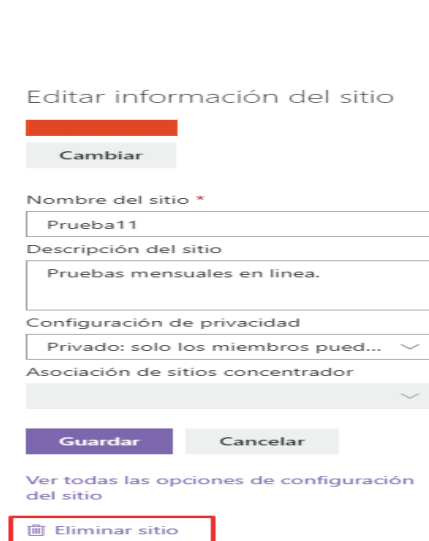 Editar información del sitio
Cambiar
Nombre del sitio *
Prueba11
Descripción del sitio
Pruebas mensuales en linea.
Configuración de privacidad
Privado: solo los miembros pued...
Asociación de sitios concentrador
Guardar Cancelar
Ver todas las opciones de configuración
del sitio
Eliminar sitio